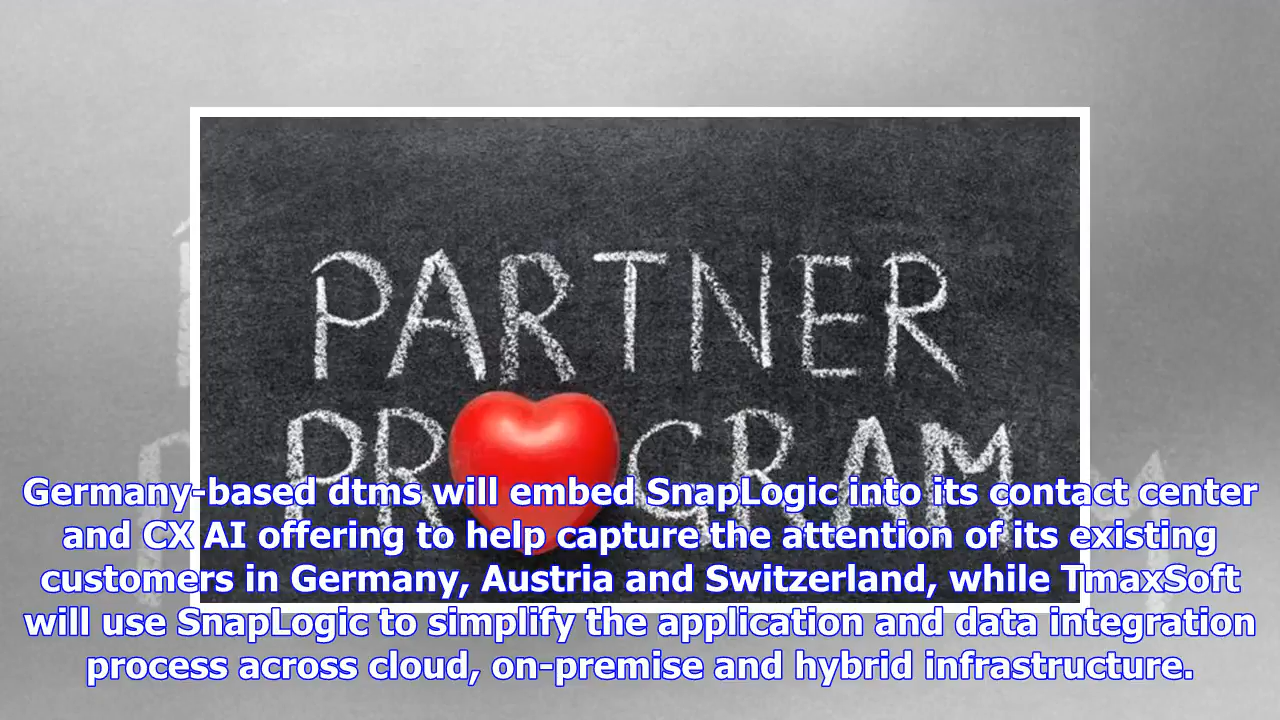 PARTNER
PR GRAM
Germany-based dtms will embed SnapLogic into its contact center
and CX AI offering to help capture the attention of its existing
customers in Germany, Austria and Switzerland, while TmaxSoft
will use SnapLogic to simplify the application and data integration
process across cloud, on-premise and hybrid infrastructure.